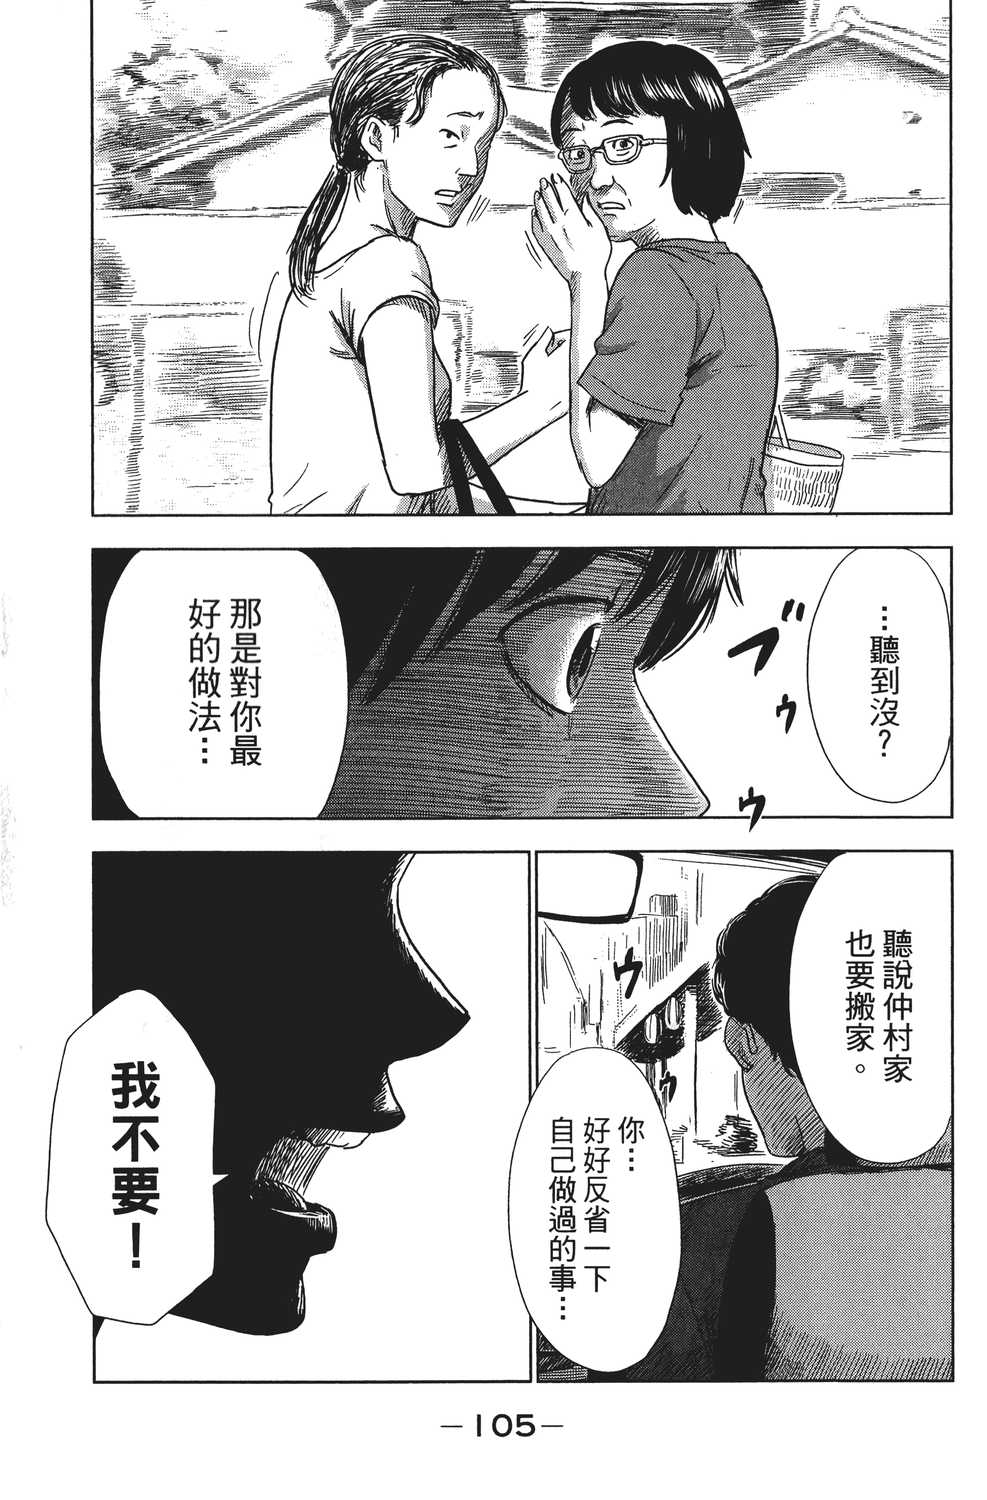 …聽到沒?
ブ
ゥ
ゥ
那是對你最
好的做法…
聽說仲村家
也要搬家。
ゥ
ゥ
你…
好好反省一下
自己做過的事…
我不要!
—105—